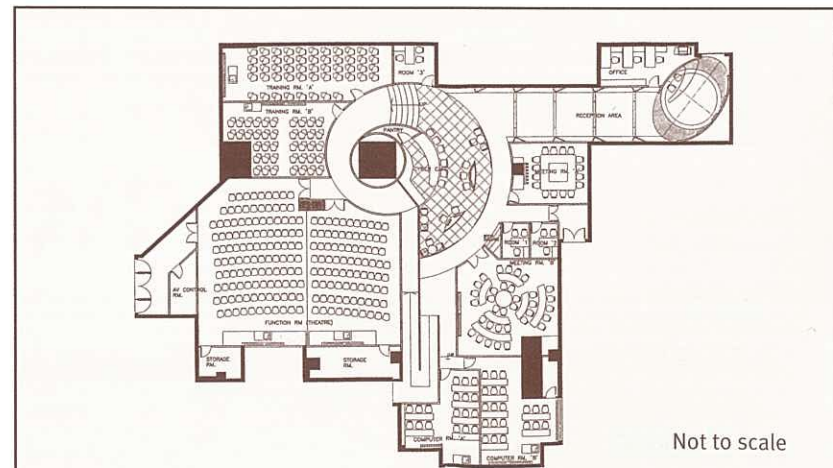 ROOM '3'
OFFICE
TRAINING RM. 'A'
TRAINING RM. 'B'
UP
RECEPTION AREA
PANTRY
MEETING RM.
ROOM '1'
ROOM '2'
MEETING RM. 'B'
AV CONTROL
RM.
FUNCTION RM (THEATRE)
STORAGE
RM.
STORAGE
RM.
COMPUTER RM. 'A'
COMPUTER RM. 'B'
Not to scale